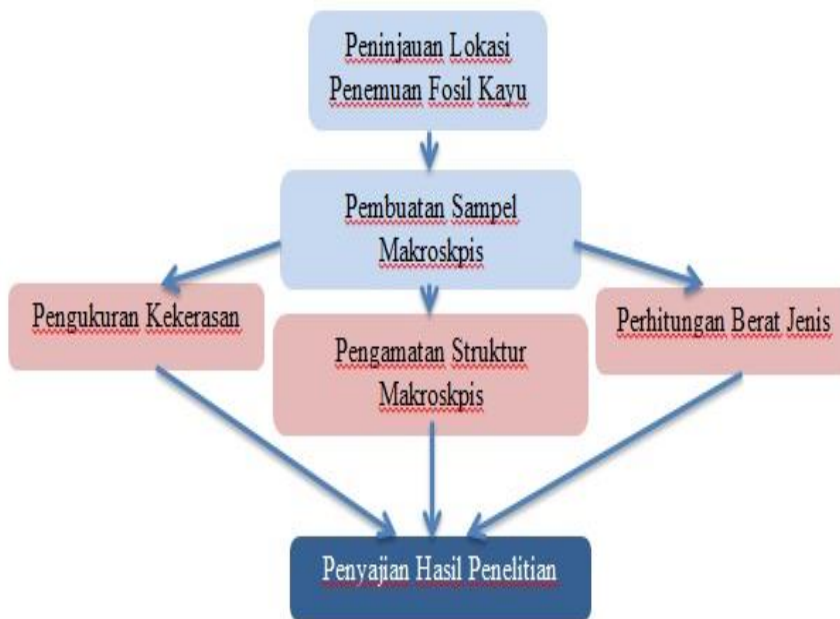 Peninjauan Lokasi
Penemuan Fosil Kayu
Pembuatan Sampel
Makroskpis
Pengukuran Kekerasan
Pengamatan Struktur
Makroskpis
Perhitungan Berat Jenis
Penyajian Hasil Penelitian